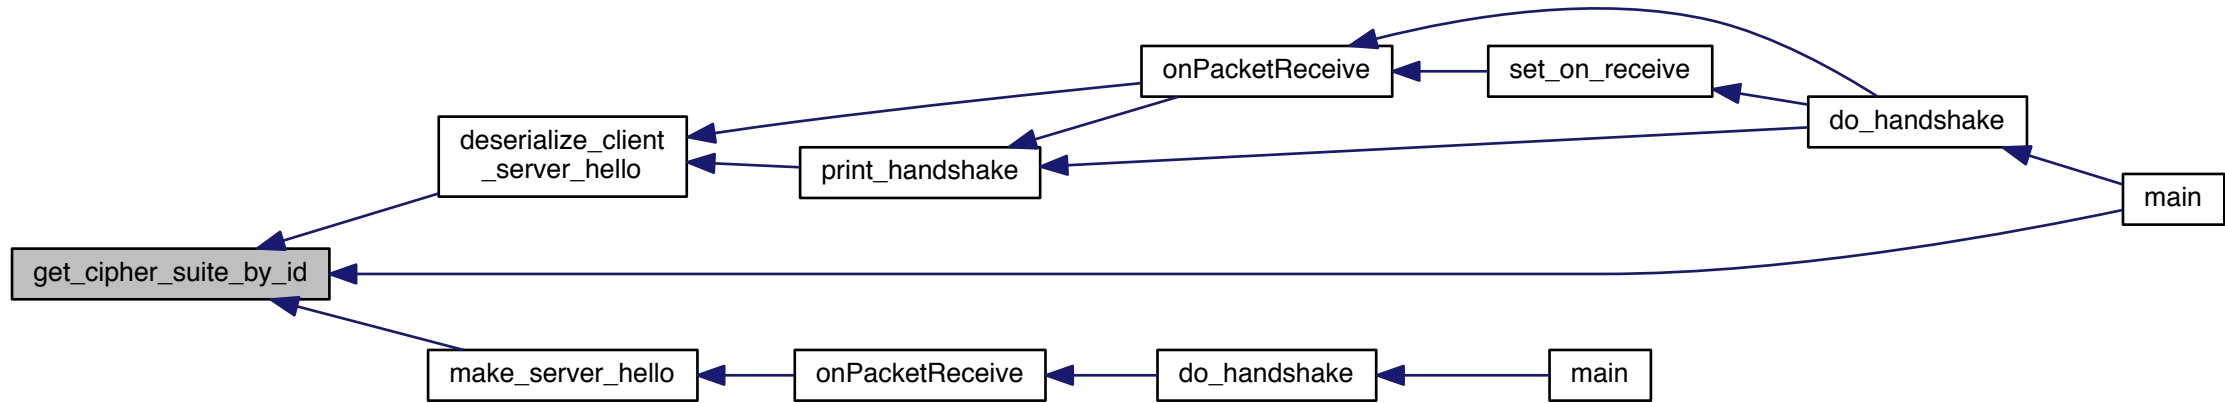 onPacketReceive
set_on_receive
do_handshake
deserialize_client
_server_hello
print_handshake
main
get_cipher_suite_by_id
make_server_hello
onPacketReceive
do_handshake
main